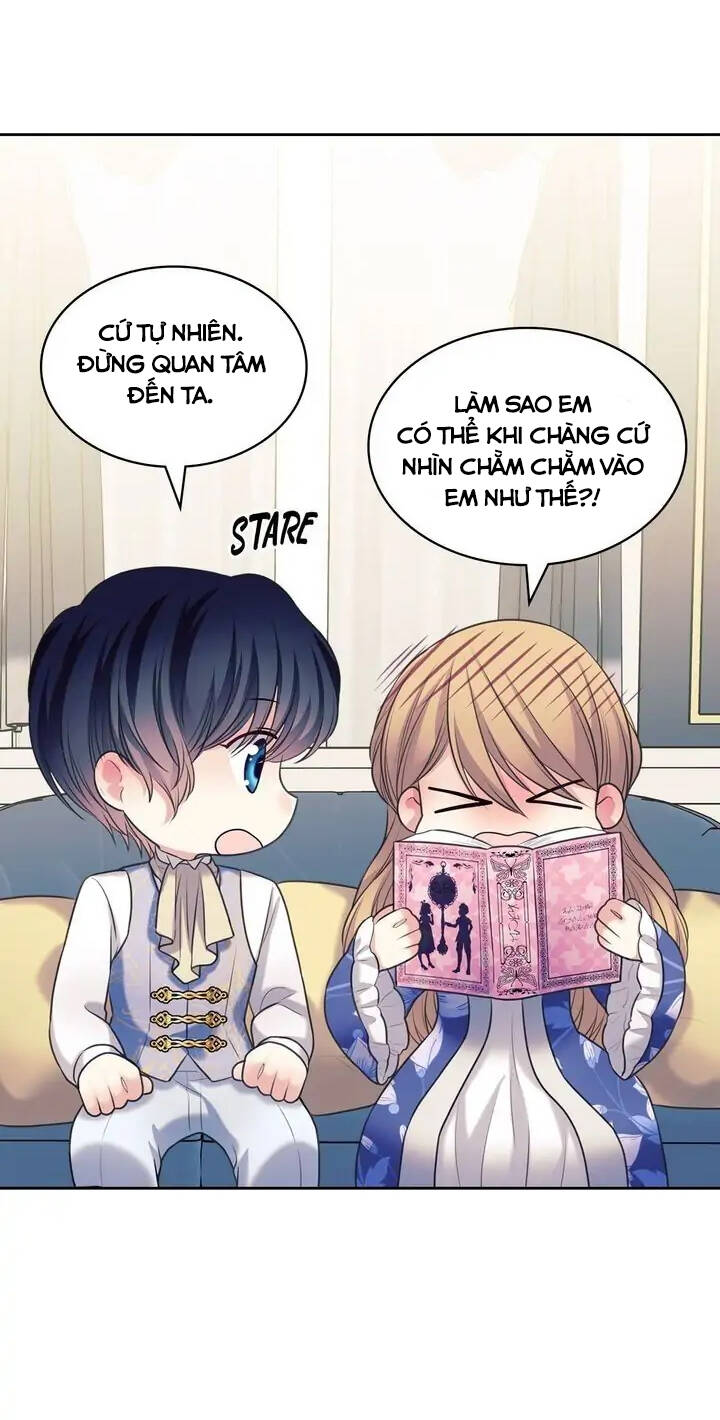 CỨ TỰ NHIÊN.
ĐỪNG QUAN TÂM
ĐẾN TA.
LÀM SAO EM
CÓ THỂ KHI CHÀNG CỨ
NHÌN CHẰM CHẰM VÀO
EM NHƯ THẾ?!
STARE